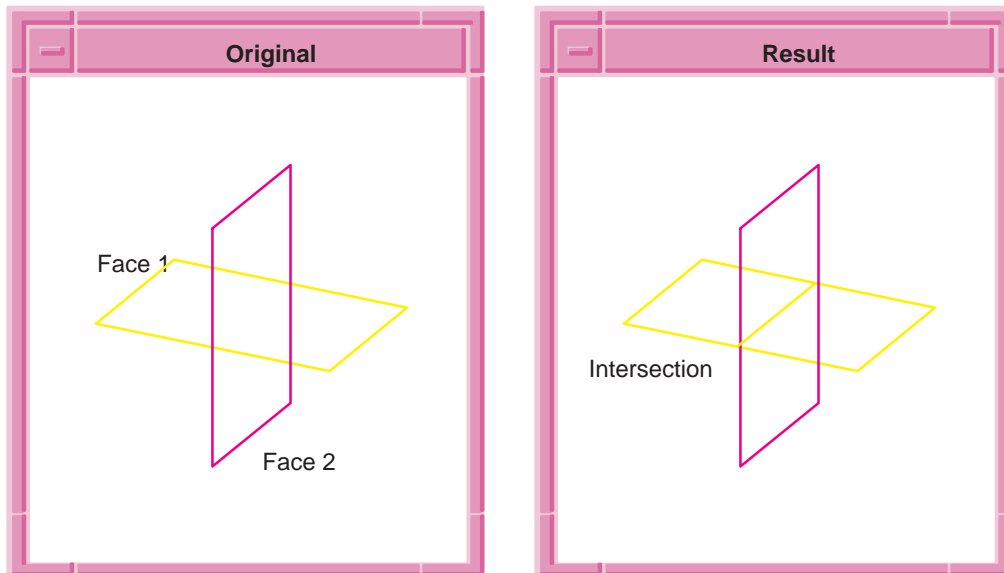 Original
Face 1
Face 2
Result
Intersection